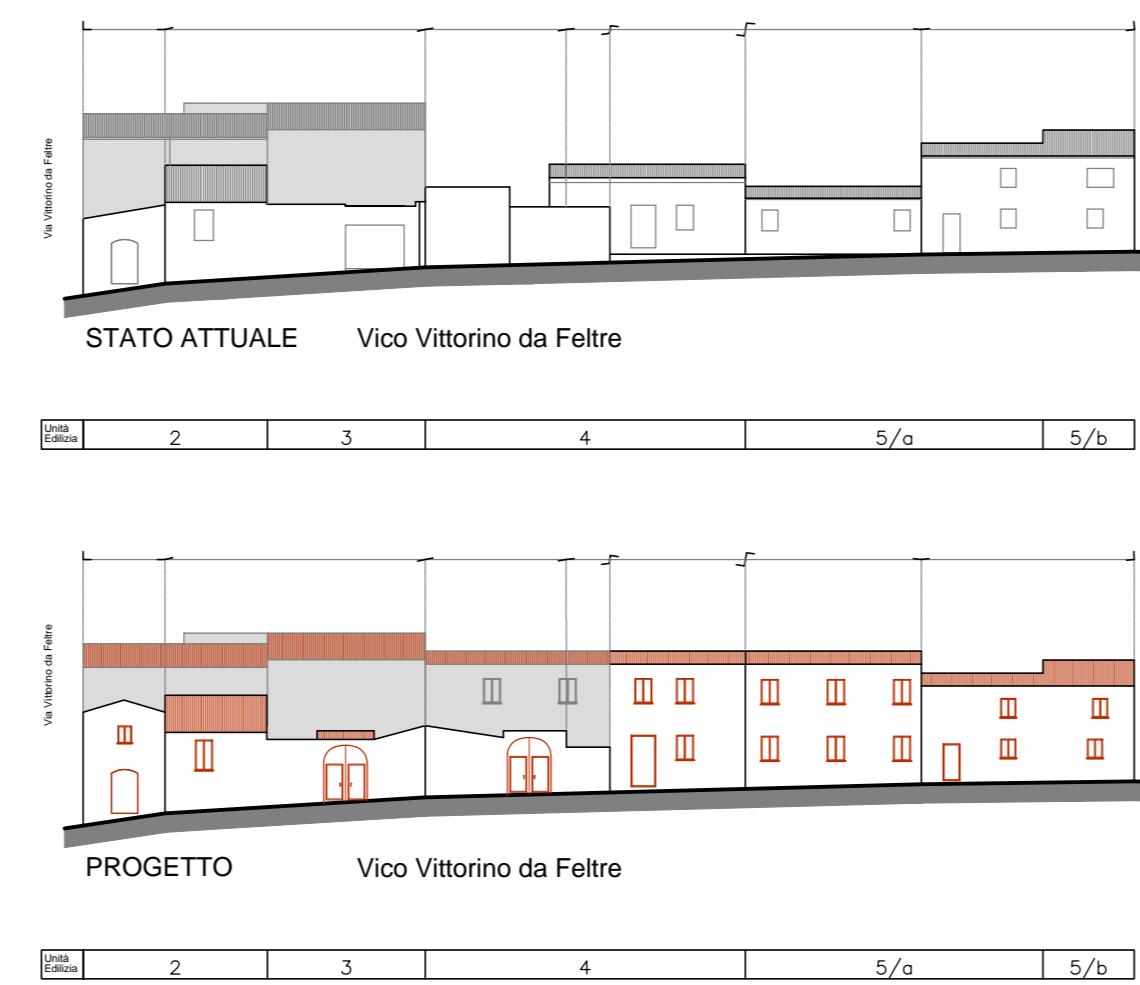 Via Vittorino da Feltre
STATO ATTUALE Vico Vittorino da Feltre
Unità
Edilizia 2 3 4 5/a 5/b
Via Vittorino da Feltre
PROGETTO Vico Vittorino da Feltre
Unità
Edilizia 2 3 4 5/a 5/b